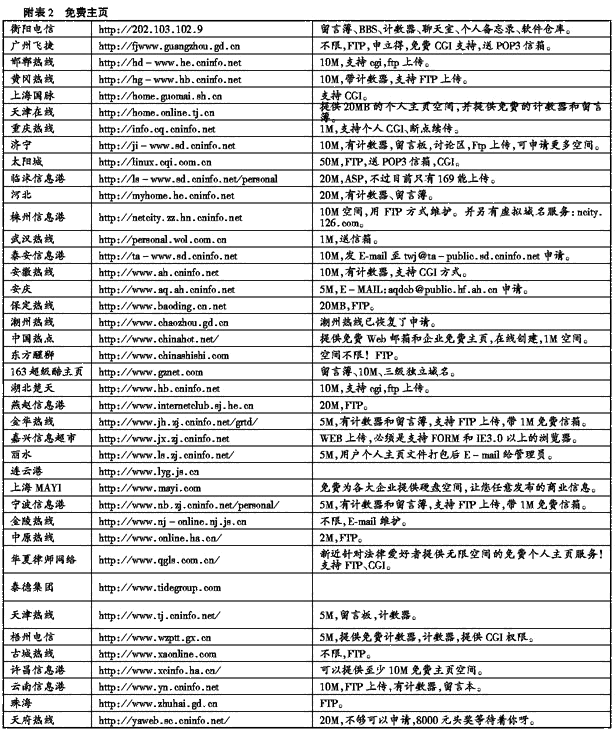 附表2 免费主页
衡阳电信 http://202.103.102.9 留言簿、BBS、计数器、聊天室、个人备忘录、软件仓库。
广州飞捷 http://fjwww.guangzhou.gd.cn 不限,FTP,申立得,免费 CGI 支持,送 POP3 信箱。
邯郸热线 http://hd-www.he.cninfo.net 10M,支持 cgi,ftp 上传。
黄冈热线 http://hg-www.hb.cninfo.net 10M,带计数器,支持 FTP 上传。
上海国脉 http://home.guomai.sh.cn 支持 CGI。
天津在线 http://home.online.tj.cn 提供 20MB 的个人主页空间,并提供免费的计数器和留言
簿。
重庆热线 http://info.cq.cninfo.net 1M,支持个人 CGI、断点续传。
济宁 http://ji-www.sd.cninfo.net 10M,有计数器,留言板,讨论区,Ftp 上传,可申请更多空间。
太阳城 http://linux.cqi.com.cn 50M,FTP,送 POP3 信箱,CGI。
临沭信息港 http://ls-www.sd.cninfo.net/personal 20M,ASP,不过目前只有 169 能上传。
河北 http://myhome.he.cninfo.net 20M,有计数器、留言簿。
株州信息港 http://netcity.zz.hn.cninfo.net 10M 空间,用 FTP 方式维护。并另有虚拟域名服务:ncity.
126.com。
武汉热线 http://personal.wol.com.cn 1M,送信箱。
泰安信息港 http://ta-www.sd.cninfo.net 10M,发 E-mail 至 twj@ta-public.sd.cninfo.net 申请。
安徽热线 http://www.ah.cninfo.net 10M,有计数器,支持 CGI 方式。
安庆 http://www.aq.ah.cninfo.net 5M,E-MAIL:aqdcb@public.hf.ah.cn 申请。
保定热线 http://www.baoding.cn.net 20MB,FTP。
潮州热线 http://www.chaozhou.gd.cn 潮州热线已恢复了申请。
中国热点 http://www.chinahot.net/ 提供免费 Web 邮箱和企业免费主页,在线创建,1M 空间。
东方醒狮 http://www.chinashishi.com 空间不限! FTP。
163 超级酷主页 http://www.gznet.com 留言簿、10M、三级独立域名。
湖北楚天 http://www.hb.cninfo.net 10M,支持 cgi,ftp 上传。
燕赵信息港 http://www.internetclub.sj.he.cn 20M,FTP。
金华热线 http://www.jh.zj.cninfo.net/grtd/ 5M,有计数器和留言簿,支持 FTP 上传,带 1M 免费信箱。
嘉兴信息超市 http://www.jx.zj.cninfo.net WEB 上传,必须是支持 FORM 和 IE3.0 以上的浏览器。
丽水 http://www.ls.zj.cninfo.net/ 5M,用户个人主页文件打包后 E-mail 给管理员。
连云港 http://www.lyg.js.cn
上海 MAYI http://www.mayi.com 免费为各大企业提供硬盘空间,让您任意发布的商业信息。
宁波信息港 http://www.nb.zj.cninfo.net/personal/ 5M,有计数器和留言簿,支持 FTP 上传,带 1M 免费信箱。
金陵热线 http://www.nj-online.nj.js.cn 不限,E-mail 维护。
中原热线 http://www.online.ha.cn/ 2M,FTP。
华夏律师网络 http://www.qgls.com.cn/ 新近针对法律爱好者提供无限空间的免费个人主页服务!
支持 FTP、CGI。
泰德集团 http://www.tidegroup.com
天津热线 http://www.tj.cninfo.net/ 5M,留言板,计数器。
梧州电信 http://www.wzptt.gx.cn 5M,提供免费计数器,计数器,提供 CGI 权限。
古城热线 http://www.xaonline.com 不限,FTP。
许昌信息港 http://www.xcinfo.ha.cn/ 可以提供至少 10M 免费主页空间。
云南信息港 http://www.yn.cninfo.net 10M,FTP 上传,有计数器,留言本。
珠海 http://www.zhuhai.gd.cn FTP。
天府热线 http://yaweb.sc.cninfo.net/ 20M,不够可以申请,8000 元头奖等待着你呀。